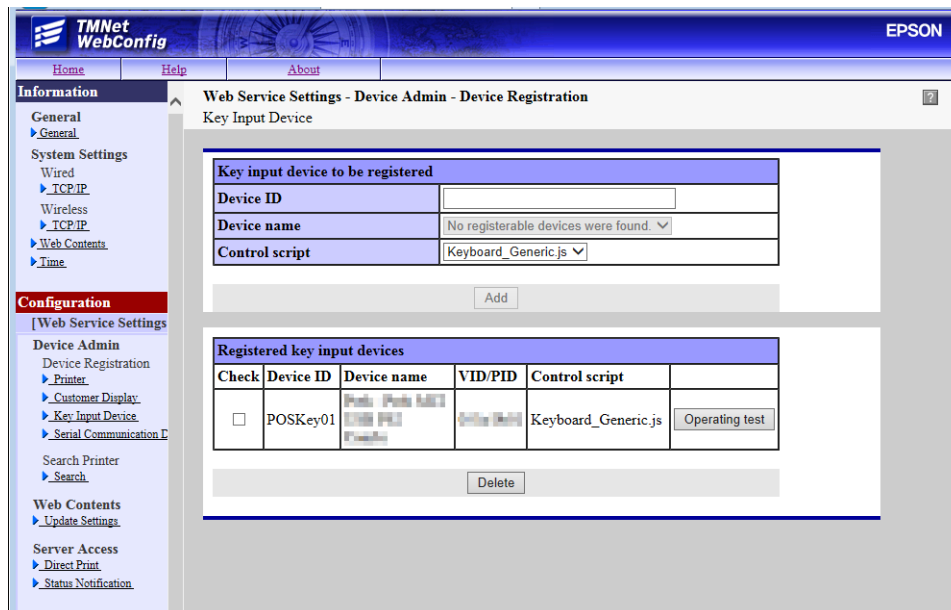 TMNet
WebConfig
EPSON
Home Help About
Information
General
General
System Settings
Wired
TCP/IP
Wireless
TCP/IP
Web Contents
Time
Configuration
[Web Service Settings
Device Admin
Device Registration
Printer
Customer Display
Key Input Device
Serial Communication D
Search Printer
Search
Web Contents
Update Settings
Server Access
Direct Print
Status Notification
Web Service Settings - Device Admin - Device Registration
?
Key Input Device
Key input device to be registered
Device ID
Device name No registerable devices were found.
Control script Keyboard_Generic.js
Add
Registered key input devices
Check Device ID Device name VID/PID Control script
POSKey01 Keyboard_Generic.js Operating test
Delete